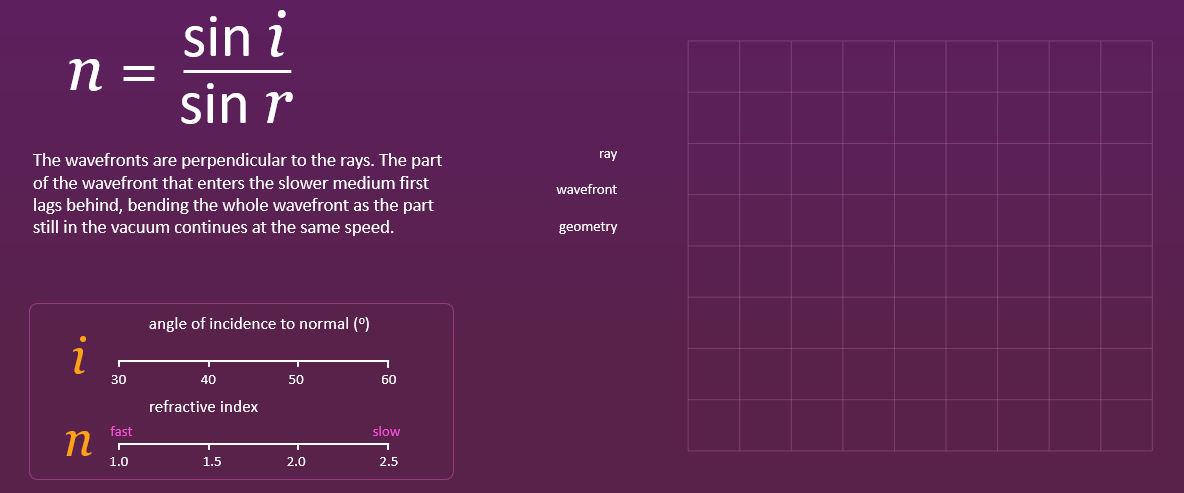 n = sin i / sin r
The wavefronts are perpendicular to the rays. The part
of the wavefront that enters the slower medium first
lags behind, bending the whole wavefront as the part
still in the vacuum continues at the same speed.
ray
wavefront
geometry
angle of incidence to normal (º)
i
30 40 50 60
refractive index
n
fast slow
1.0 1.5 2.0 2.5